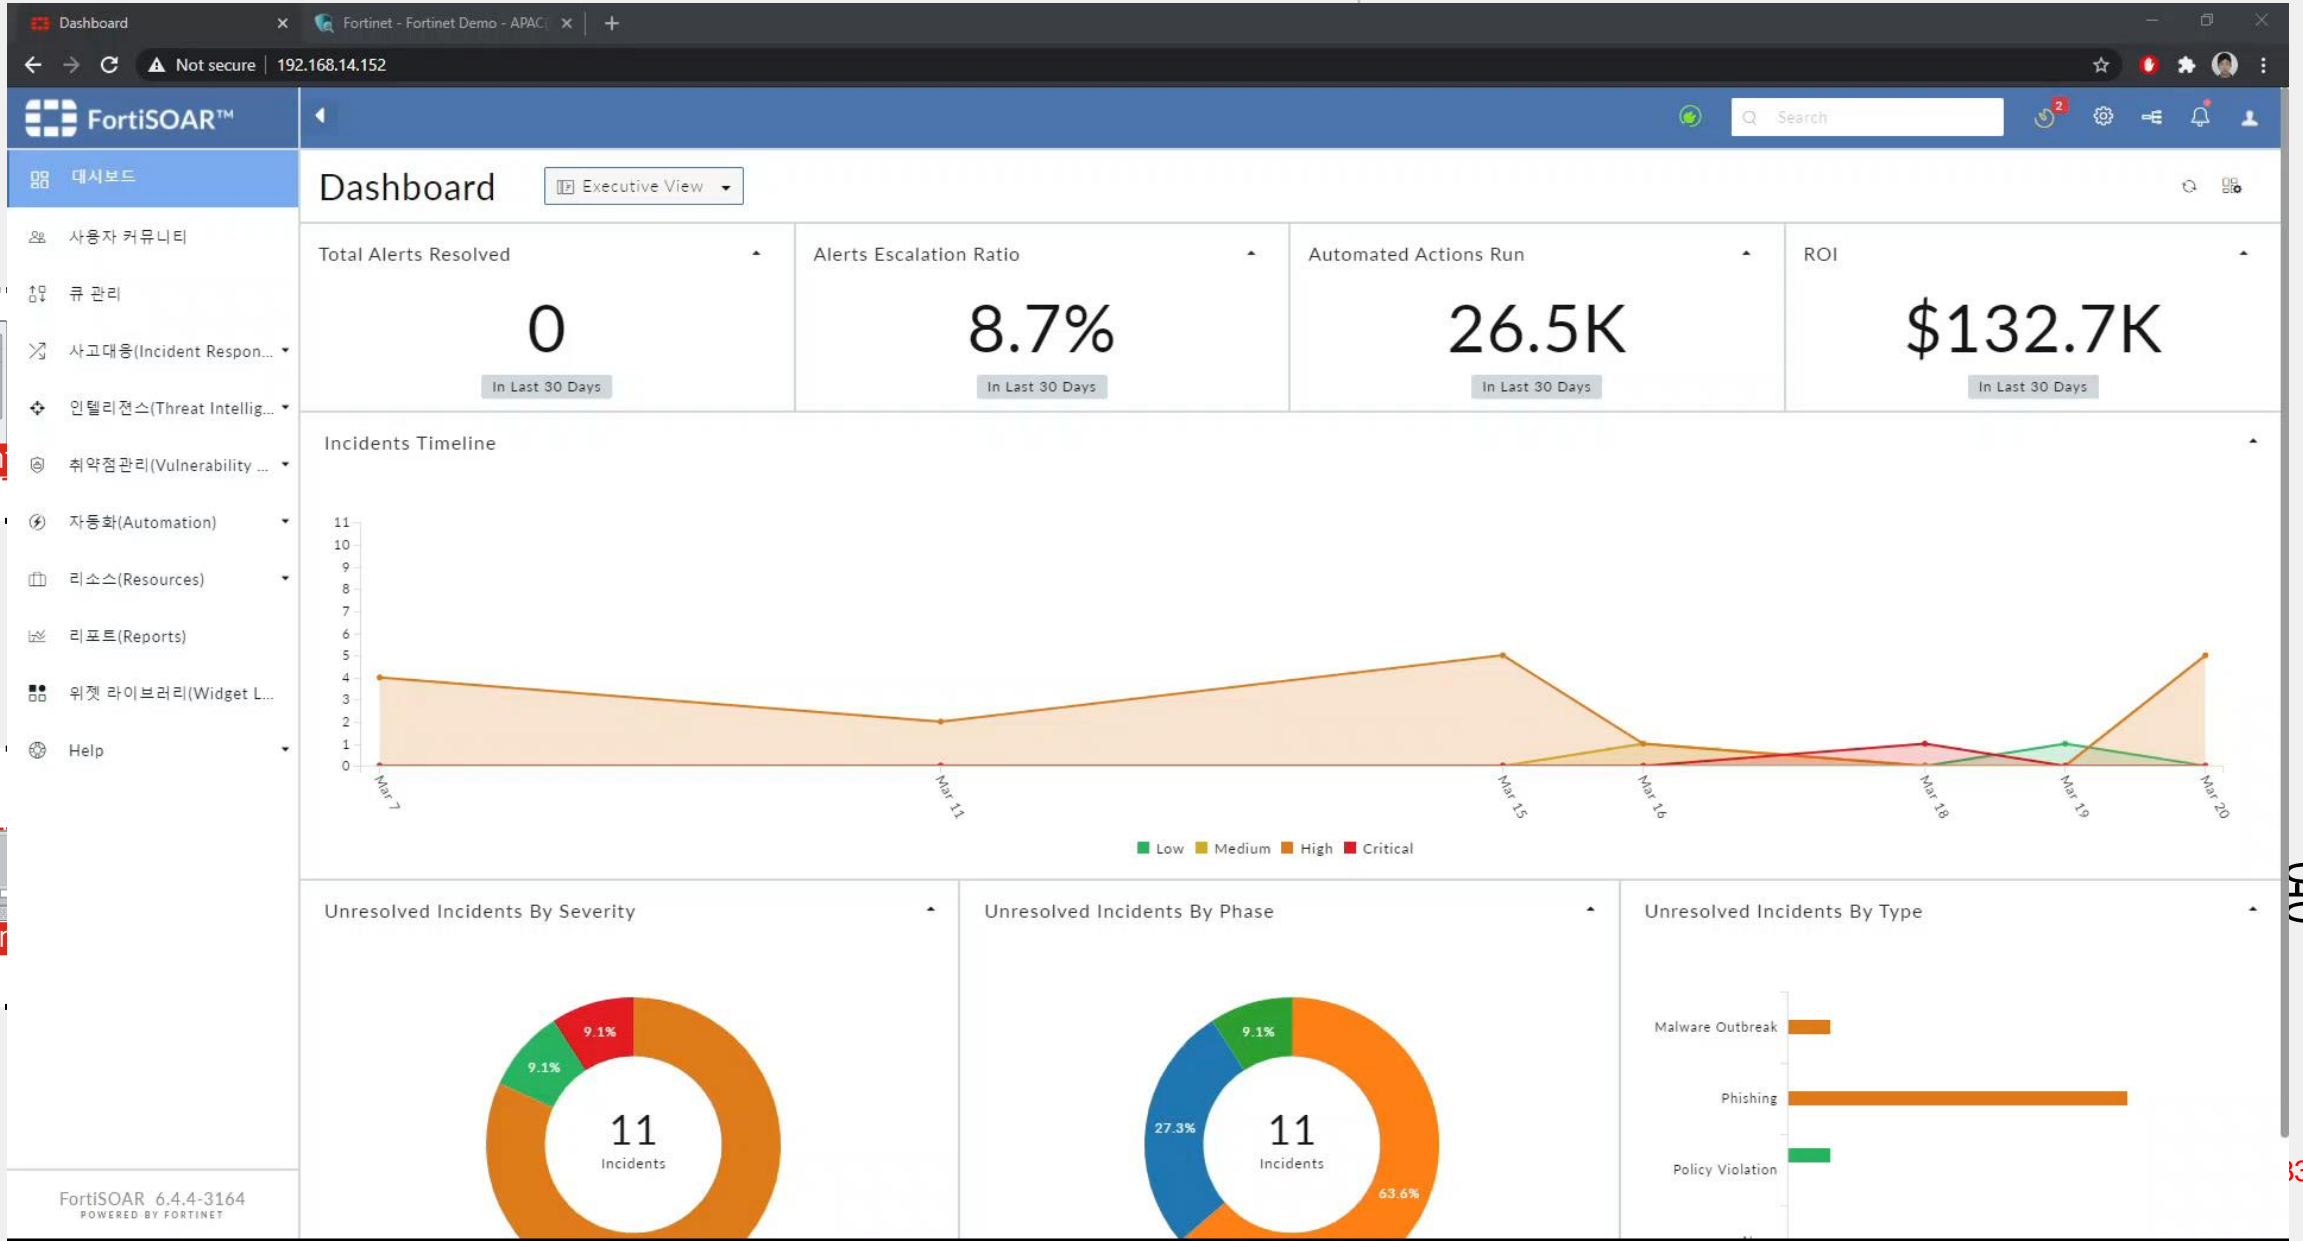 Dashboard
Fortinet - Fortinet Demo - APAC
Not secure
192.168.14.152
FortiSOAR™
Search
2
대시보드
사용자 커뮤니티
큐 관리
사고대응(Incident Respon...
인텔리젼스(Threat Intellig...
취약점관리(Vulnerability ...
자동화(Automation)
리소스(Resources)
리포트(Reports)
위젯 라이브러리(Widget L...
Help
FortiSOAR 6.4.4-3164
POWERED BY FORTINET
Dashboard
Executive View
Total Alerts Resolved
0
In Last 30 Days
Alerts Escalation Ratio
8.7%
In Last 30 Days
Automated Actions Run
26.5K
In Last 30 Days
ROI
$132.7K
In Last 30 Days
Incidents Timeline
11
10
9
8
7
6
5
4
3
2
1
0
Mar 7
Mar 11
Mar 15
Mar 16
Mar 18
Mar 19
Mar 20
Low
Medium
High
Critical
Unresolved Incidents By Severity
9.1%
9.1%
11
Incidents
Unresolved Incidents By Phase
9.1%
27.3%
11
Incidents
63.6%
Unresolved Incidents By Type
Malware Outbreak
Phishing
Policy Violation